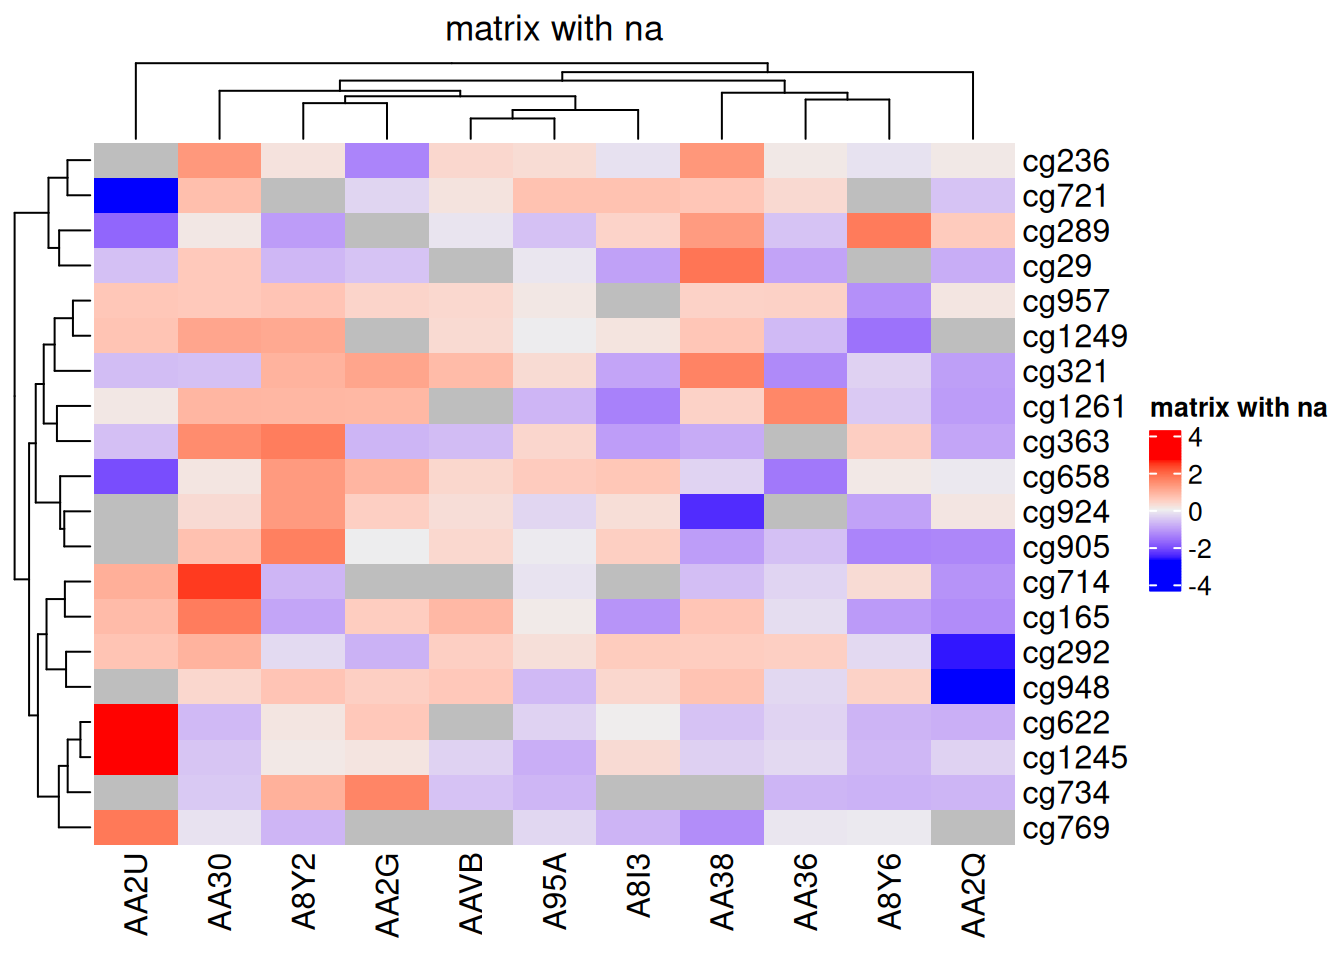 matrix with na
cg236
cg721
cg289
cg29
cg957
cg1249
cg321
cg1261
cg363
cg658
cg924
cg905
cg714
cg165
cg292
cg948
cg622
cg1245
cg734
cg769
AA2U
AA30
A8Y2
AA2G
AAVB
A95A
A8I3
AA38
AA36
A8Y6
AA2Q
matrix with na
4
2
0
-2
-4